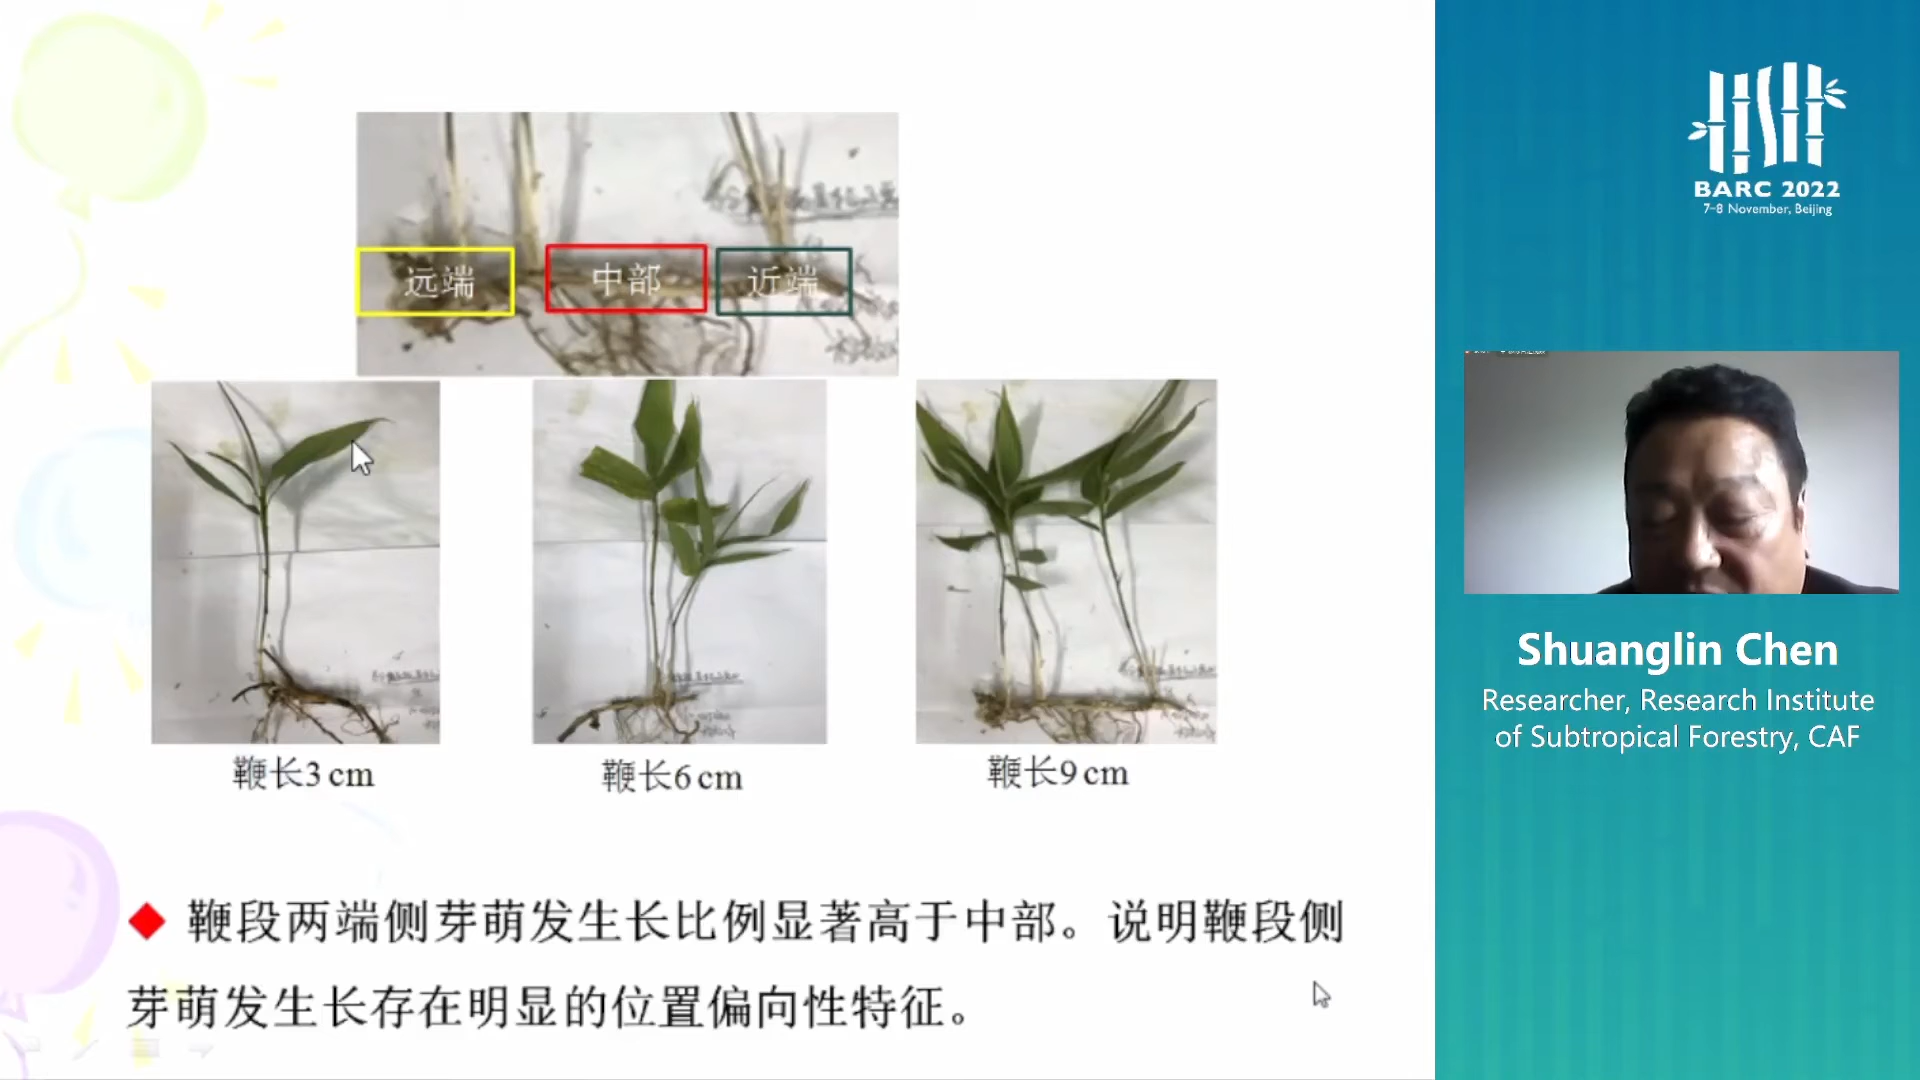 BARC 2022
7-8 November, Beijing
远端
中部
近端
鞭长3 cm
鞭长6 cm
鞭长9 cm
鞭段两端侧芽萌发生长比例显著高于中部。说明鞭段侧
芽萌发生长存在明显的位置偏向性特征。
Shuanglin Chen
Researcher, Research Institute
of Subtropical Forestry, CAF